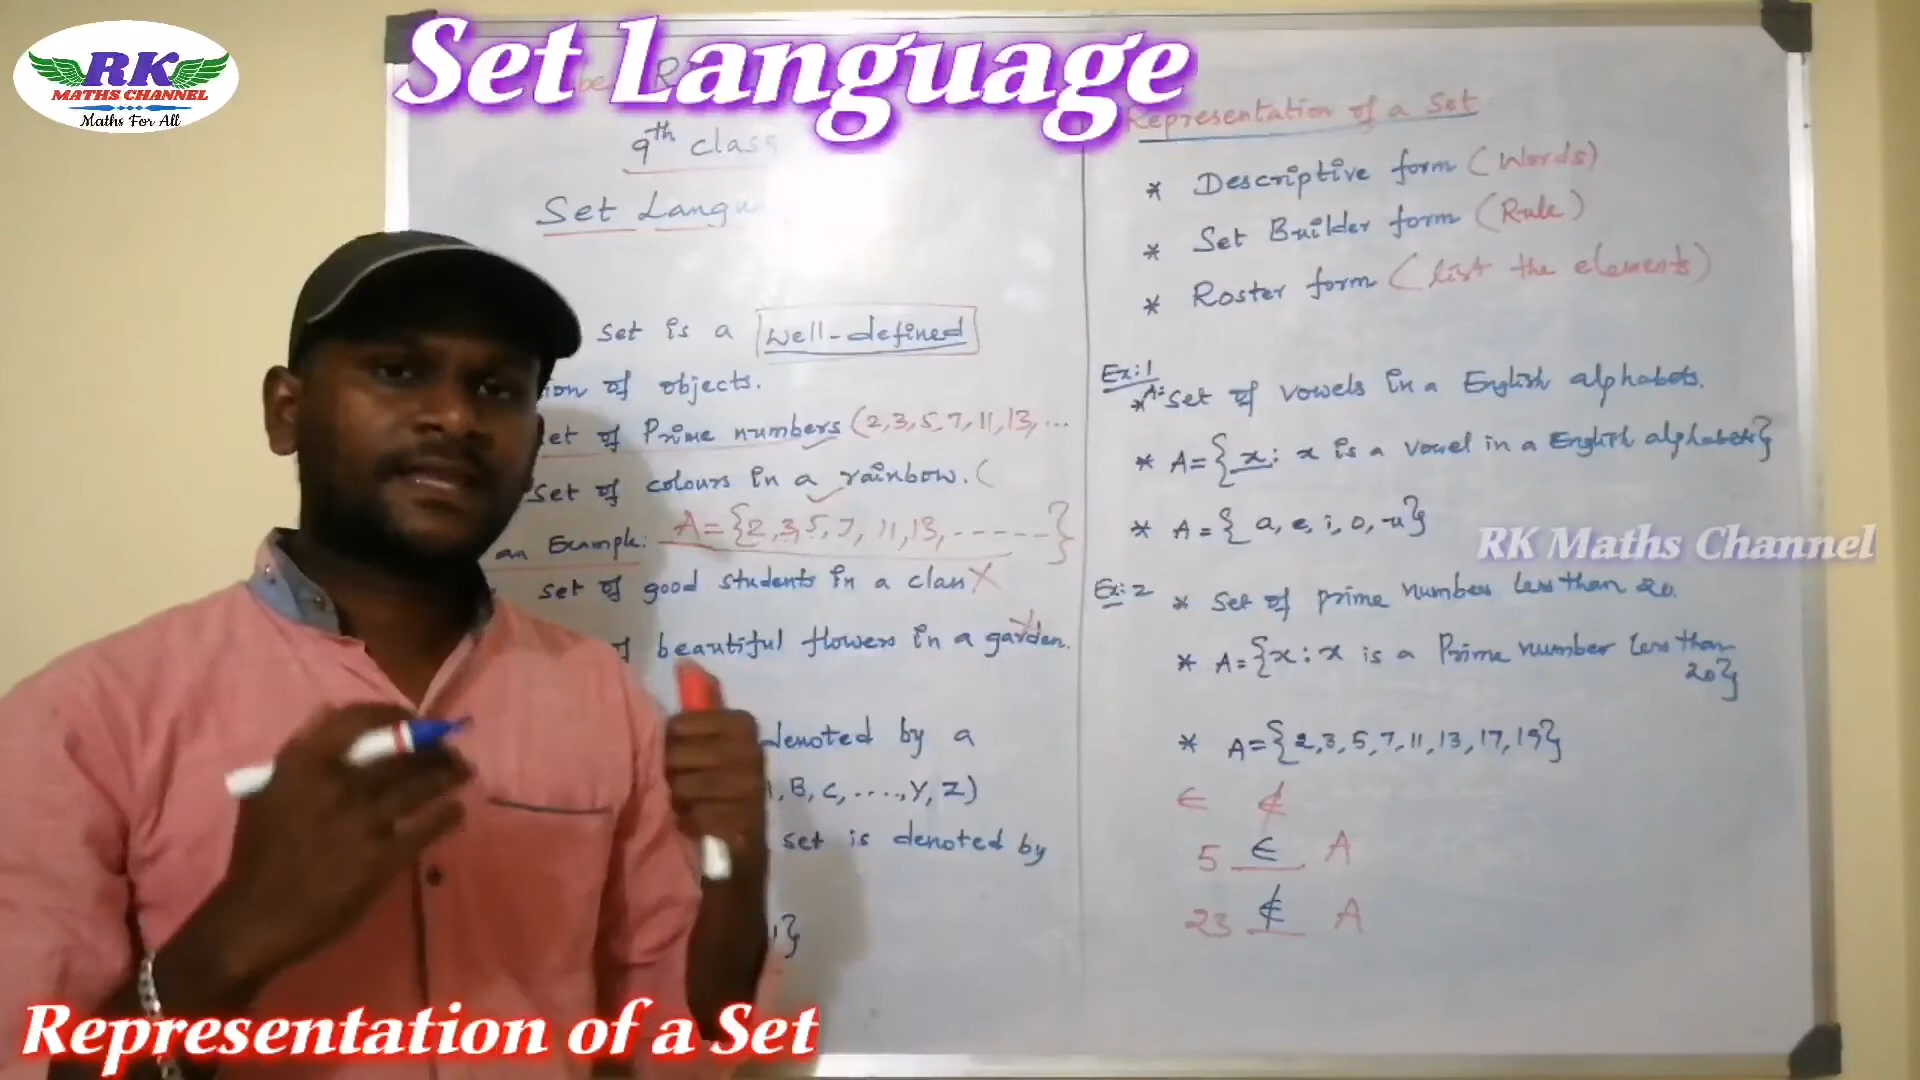 RK
MATHS CHANNEL
Maths For All
Set Language
9th class
Set Langu
set is a well-defined
ion of objects.
et of Prime numbers (2,3,5,7,11,13,...
set of colours in a rainbow. (
an Example: A={2,3,5,7,11,13,------}
set of good students in a class X
beautiful flowers in a garden. X
denoted by a
B, C, ...., Y, Z)
set is denoted by
}
Representation of a Set
* Descriptive form (Words)
* Set Builder form (Rule)
* Roster form (list the elements)
Ex:1
* A: Set of vowels in a English alphabets.
* A={x: x is a vowel in a English alphabets}
* A={a, e, i, o, u}
RK Maths Channel
Ex:2 * Set of prime numbers less than 20.
* A={x: x is a Prime number less than
20}
* A={2,3,5,7,11,13,17,19}
∈ ∉
5 ∈ A
23 ∉ A
Representation of a Set